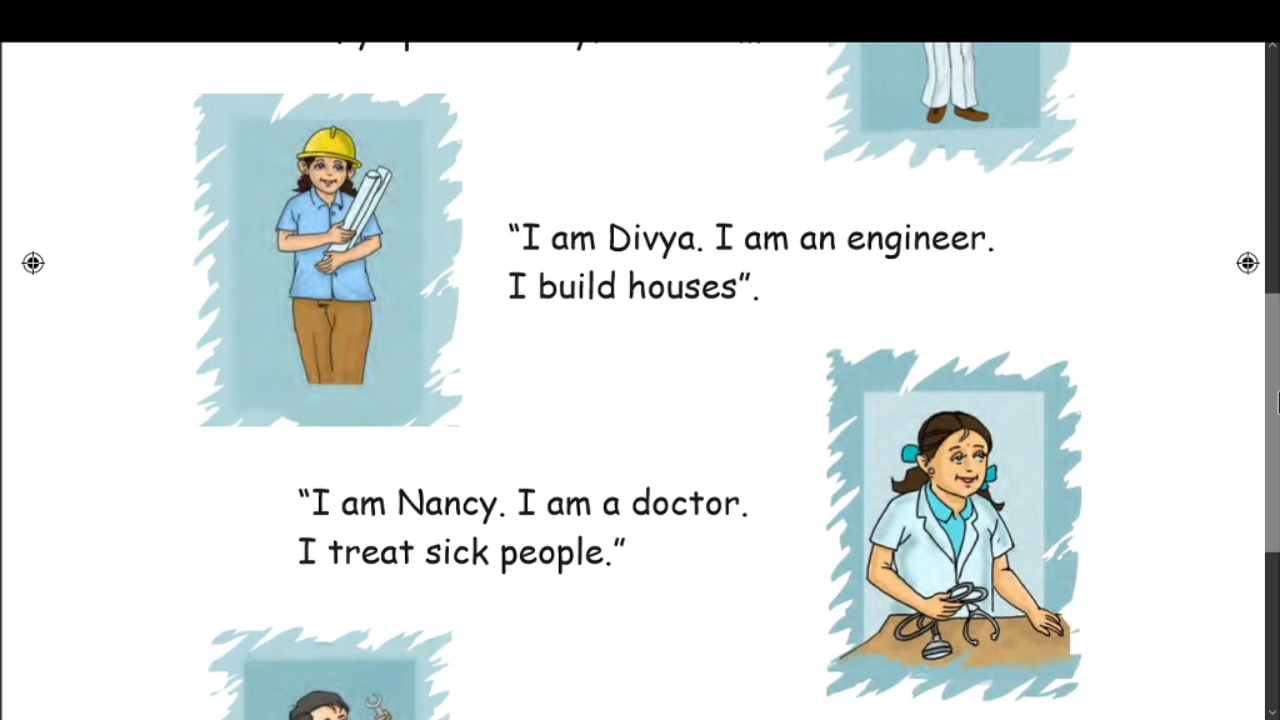 “I am Divya. I am an engineer.
I build houses”.
“I am Nancy. I am a doctor.
I treat sick people.”